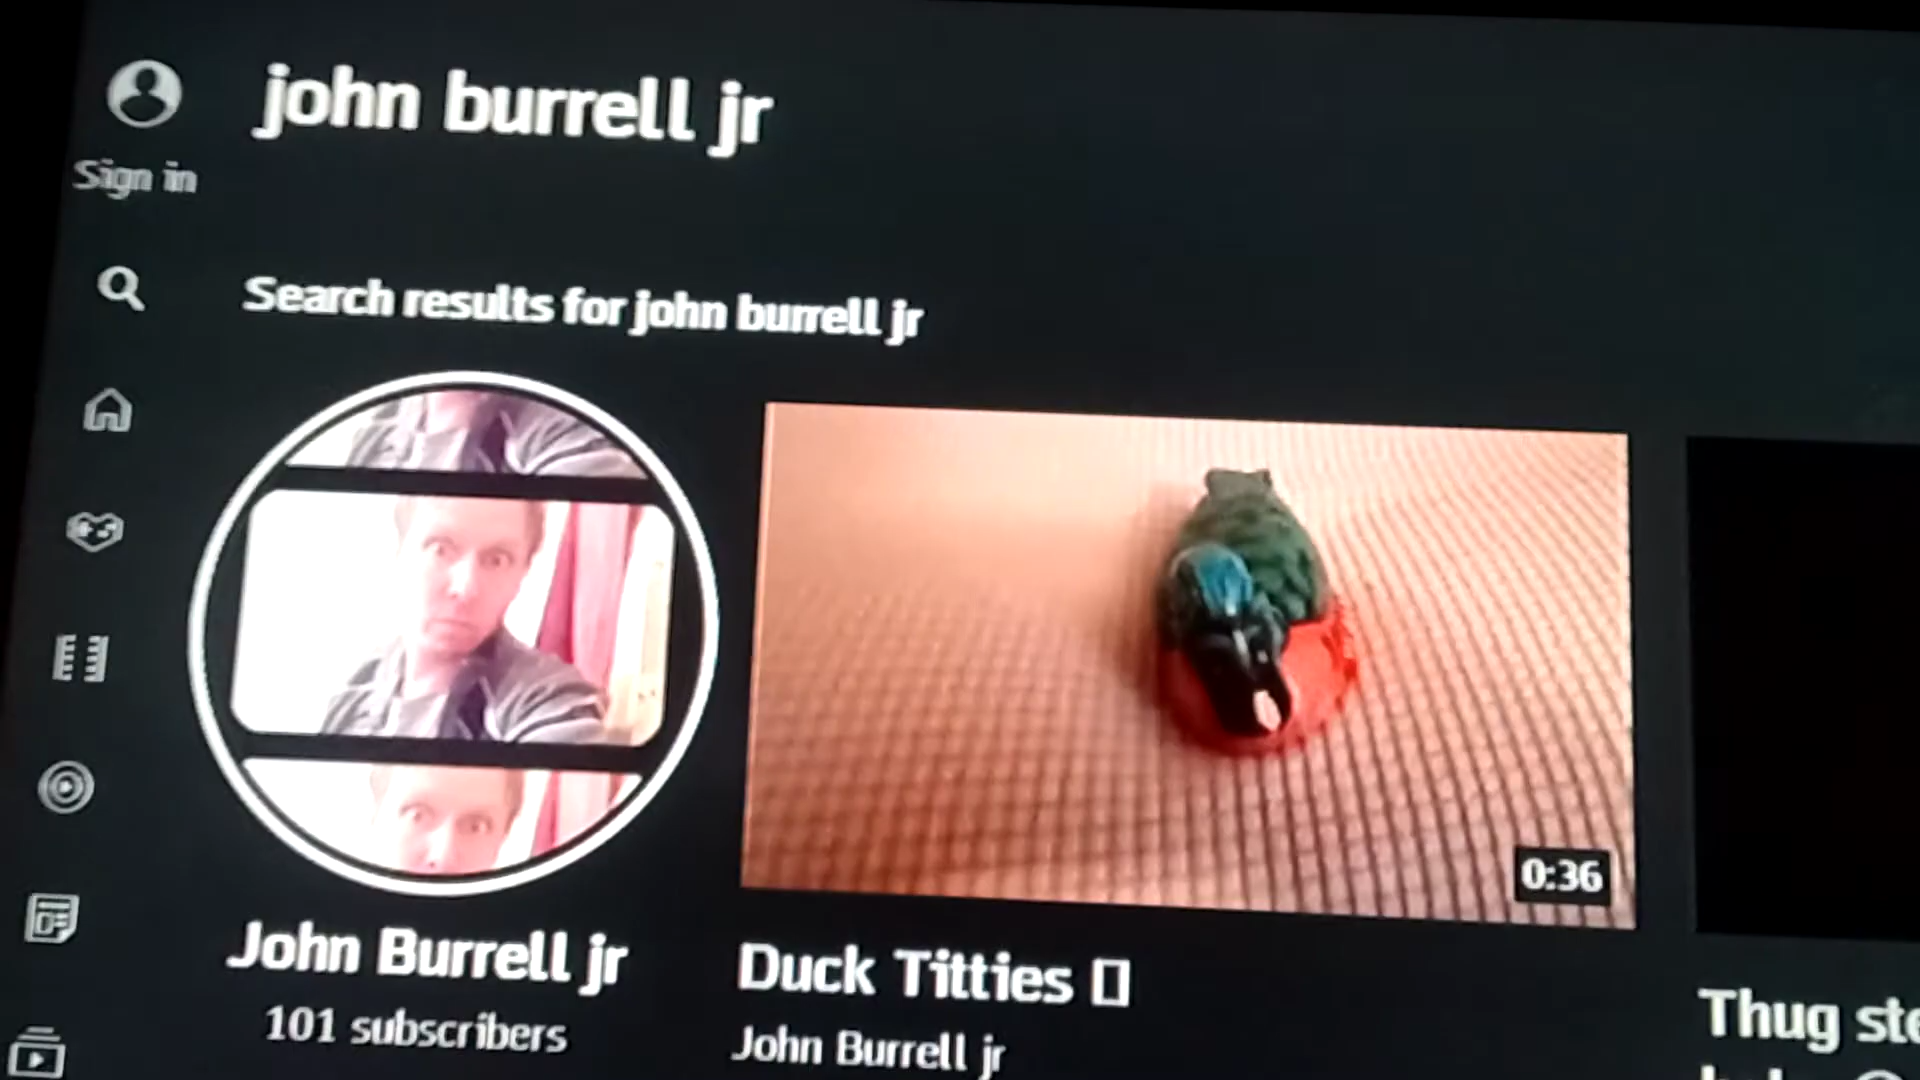 john burrell jr
Sign in
Search results for john burrell jr
0:36
John Burrell jr
101 subscribers
Duck Titties
John Burrell jr
Thug